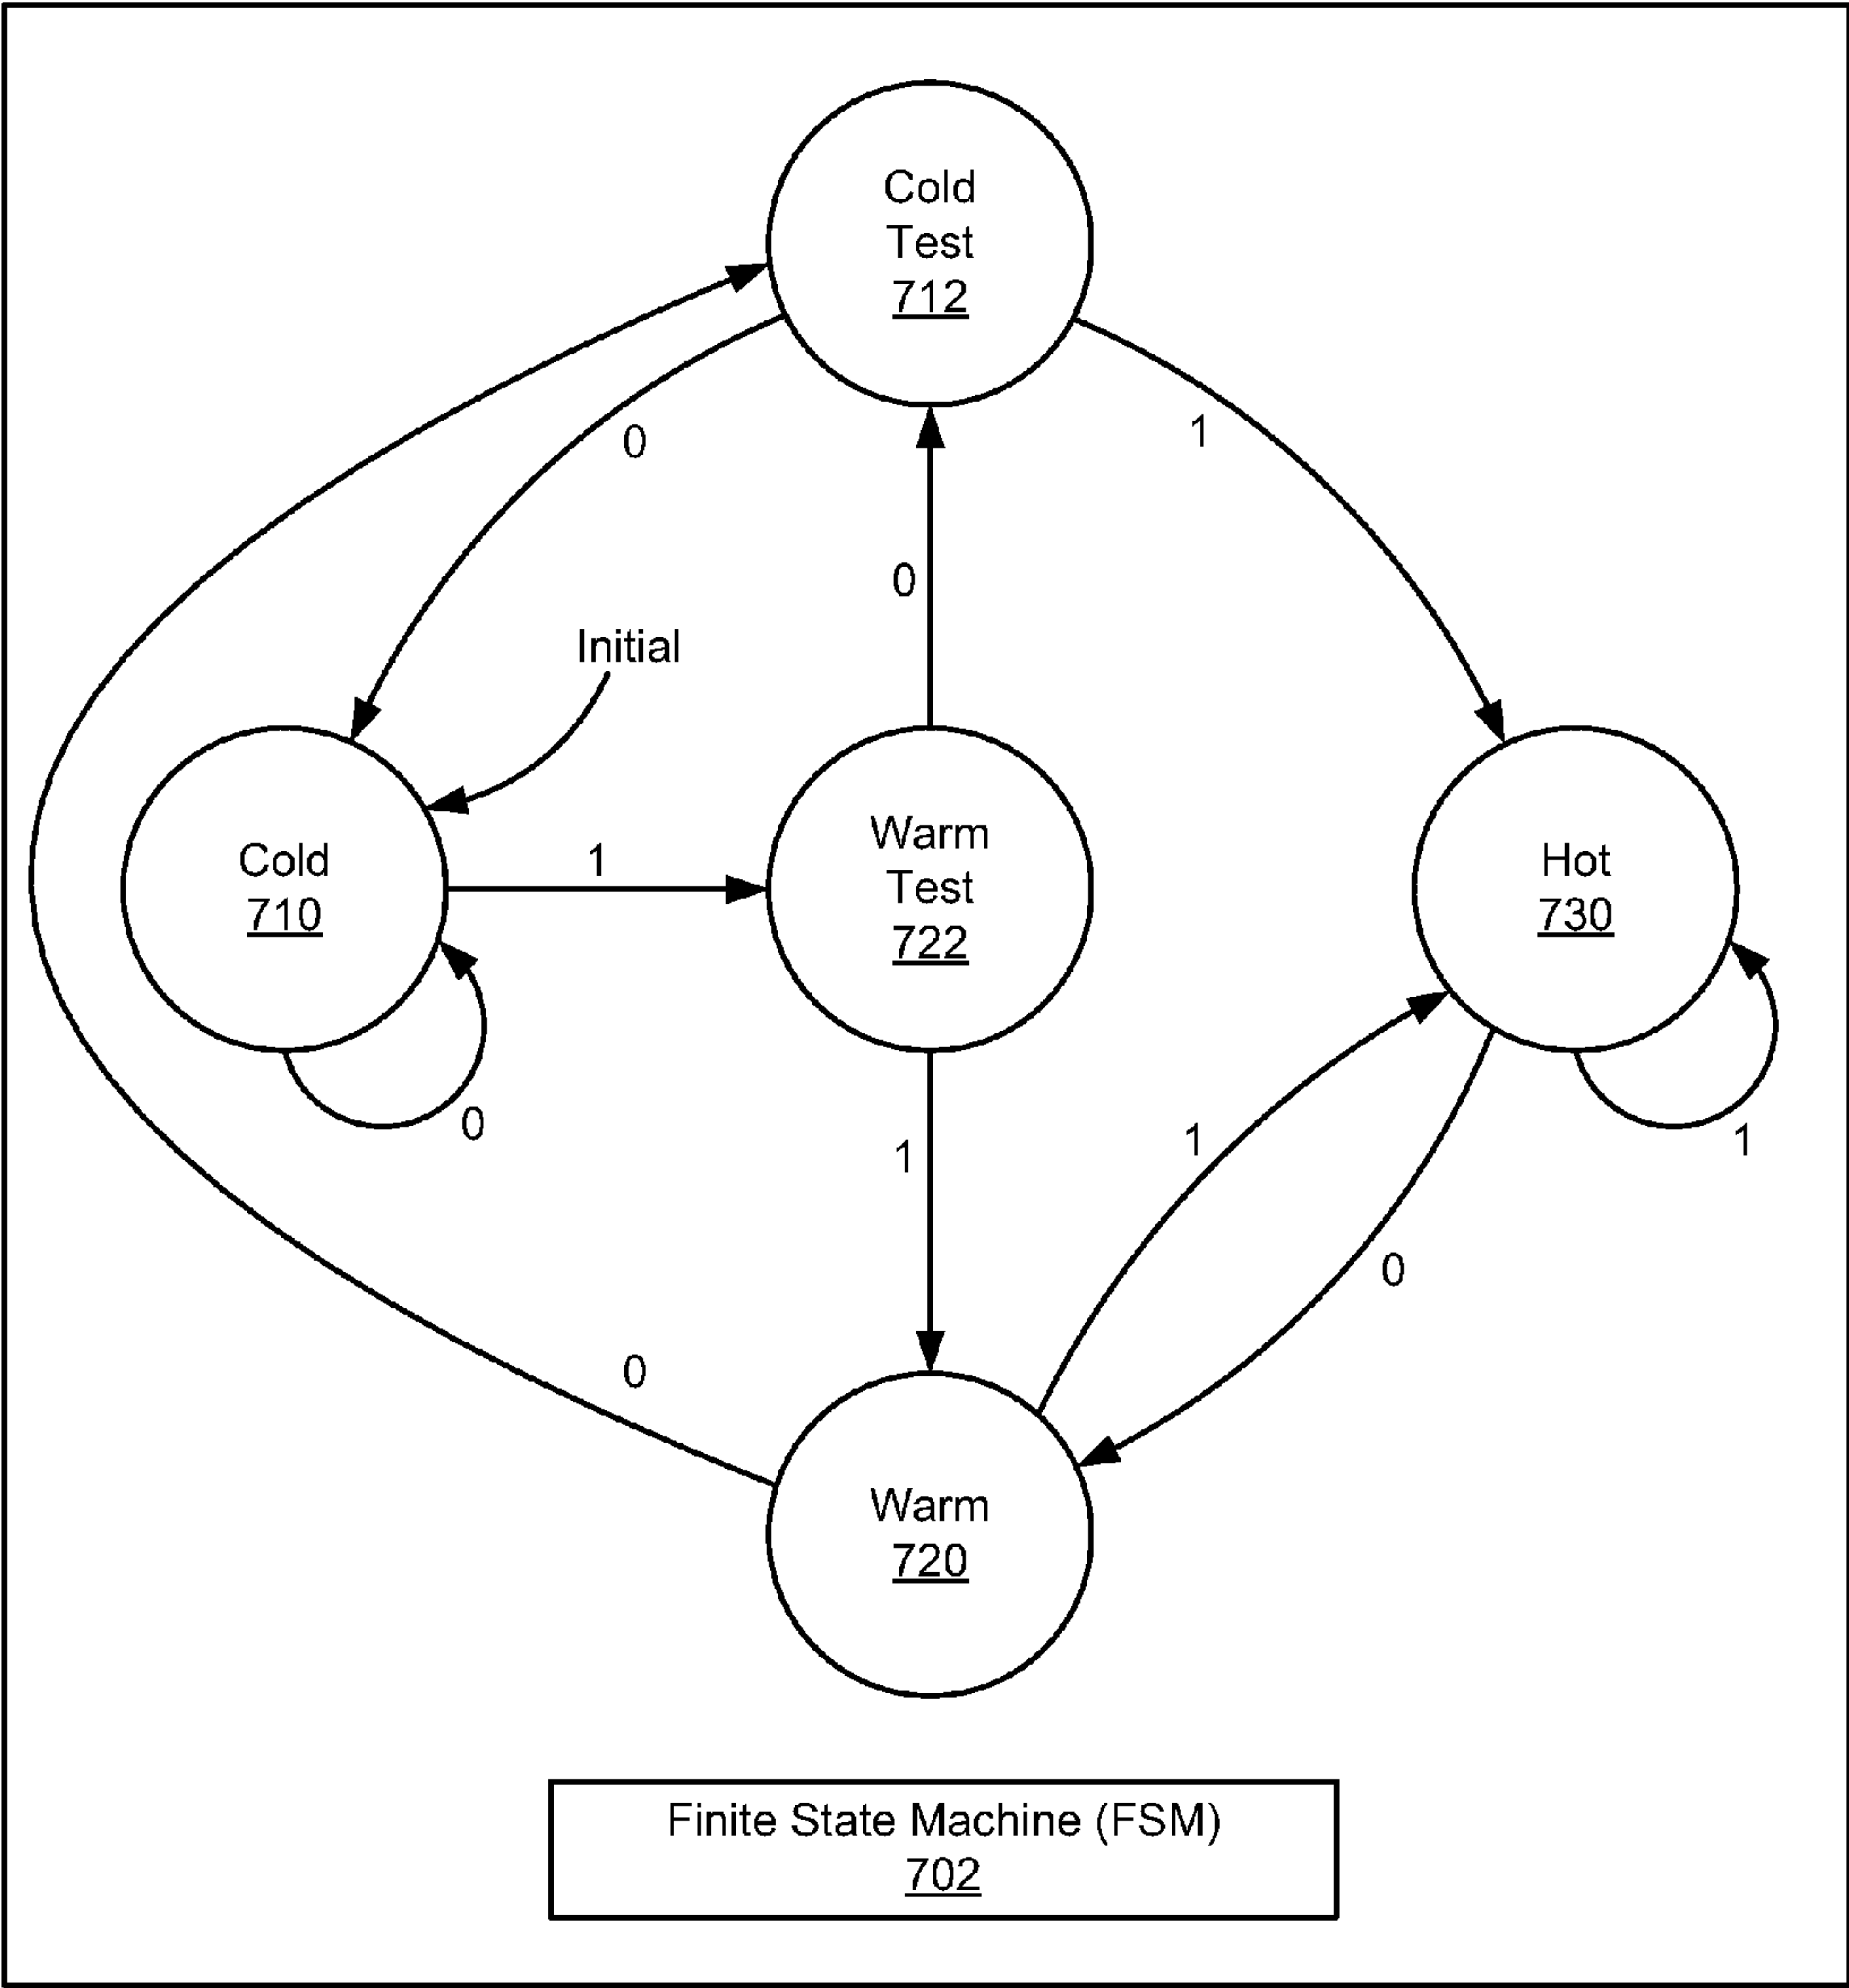 Cold
Test
712
0
1
0
Initial
Cold
710
1
Warm
Test
722
Hot
730
0
1
1
1
0
0
Warm
720
Finite State Machine (FSM)
702